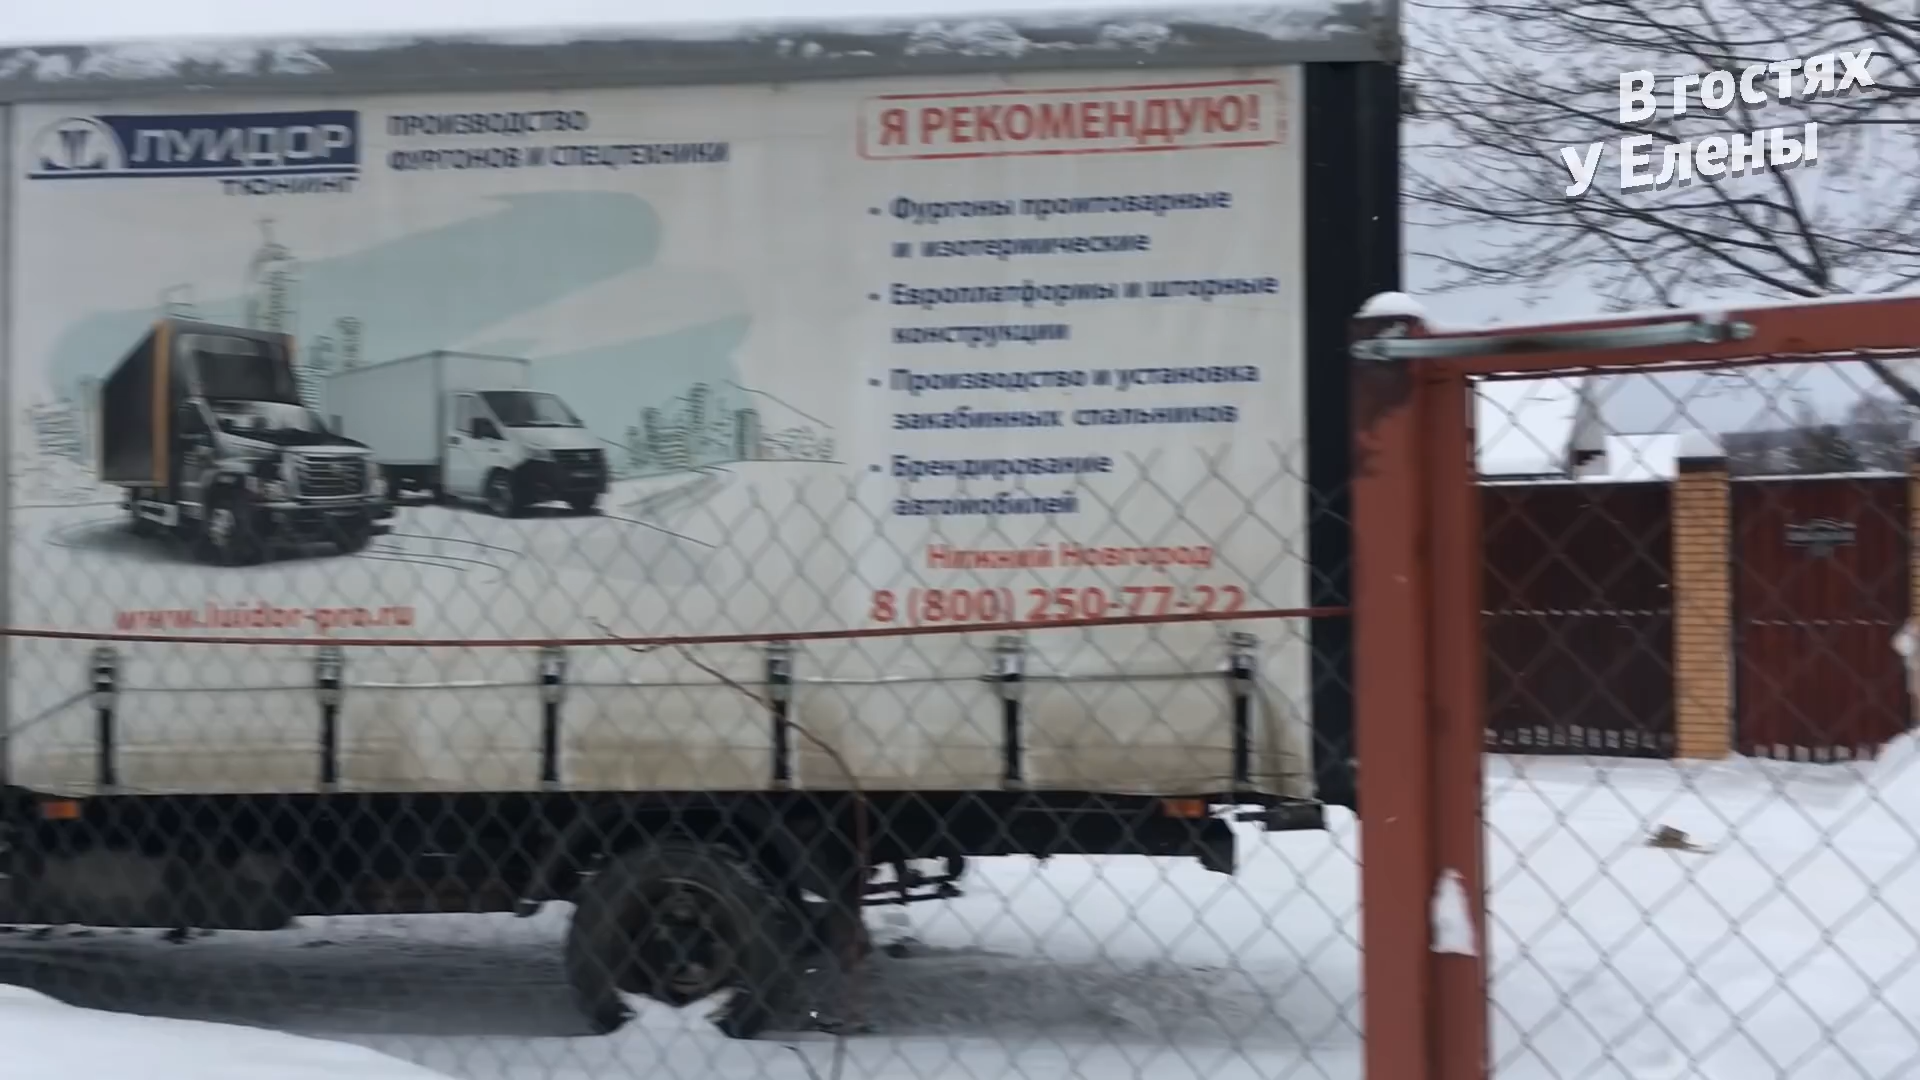 ЛУИДОР
ТЮНИНГ
ПРОИЗВОДСТВО
ФУРГОНОВ И СПЕЦТЕХНИКИ
Я РЕКОМЕНДУЮ!
• Фургоны промтоварные
и изотермические
• Европлатформы и шторные
конструкции
• Производство и установка
закабинных спальников
• Брендирование
автомобилей
Нижний Новгород
8 (800) 250-77-22
www.luidor-pro.ru
В гостях
у Елены